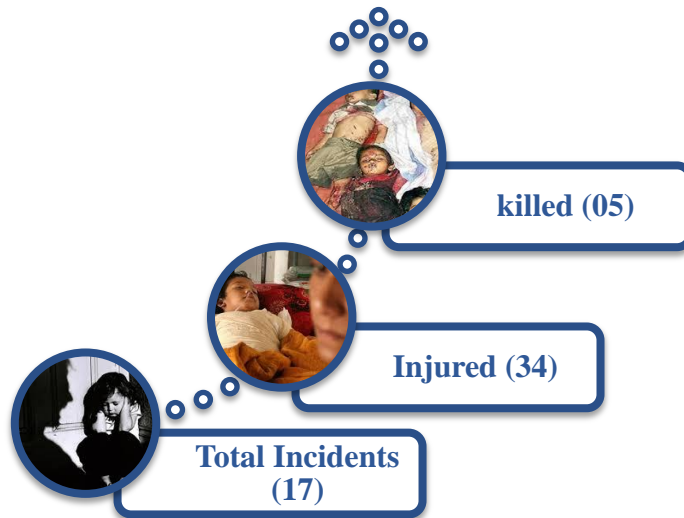 killed (05)
Injured (34)
Total Incidents
(17)